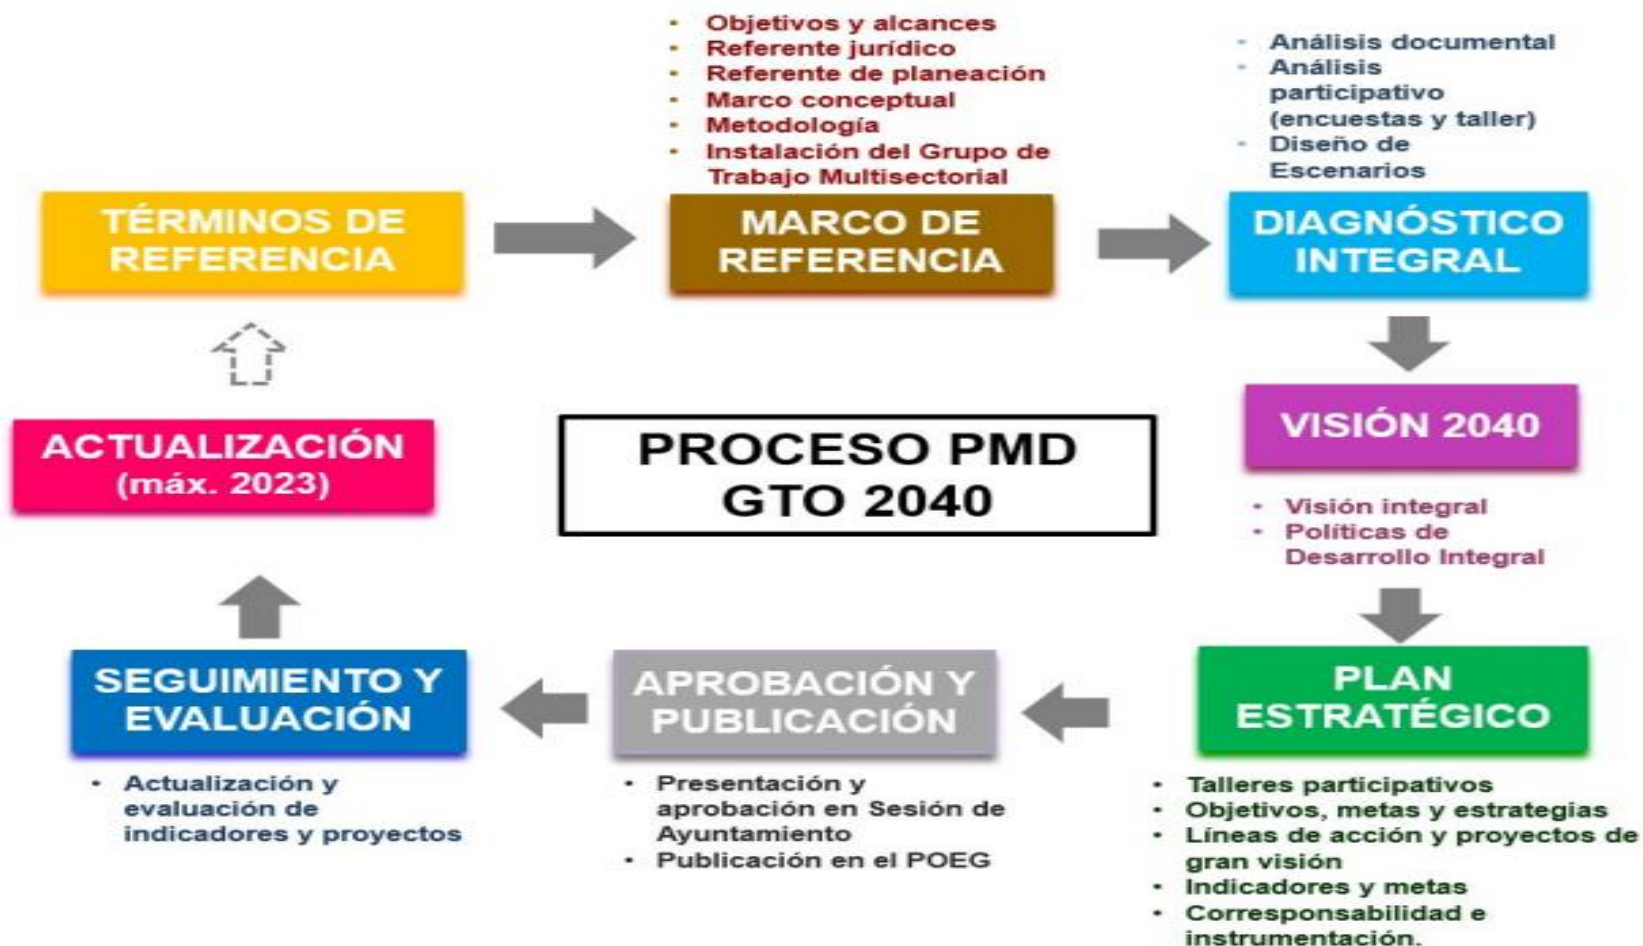 • Objetivos y alcances
• Referente jurídico
• Referente de planeación
• Marco conceptual
• Metodología
• Instalación del Grupo de
Trabajo Multisectorial
• Análisis documental
• Análisis
participativo
(encuestas y taller)
• Diseño de
Escenarios
TÉRMINOS DE
REFERENCIA
MARCO DE
REFERENCIA
DIAGNÓSTICO
INTEGRAL
ACTUALIZACIÓN
(máx. 2023)
PROCESO PMD
GTO 2040
VISIÓN 2040
• Visión integral
• Políticas de
Desarrollo Integral
SEGUIMIENTO Y
EVALUACIÓN
APROBACIÓN Y
PUBLICACIÓN
PLAN
ESTRATÉGICO
• Actualización y
evaluación de
indicadores y proyectos
• Presentación y
aprobación en Sesión de
Ayuntamiento
• Publicación en el POEG
• Talleres participativos
• Objetivos, metas y estrategias
• Líneas de acción y proyectos de
gran visión
• Indicadores y metas
• Corresponsabilidad e
instrumentación.